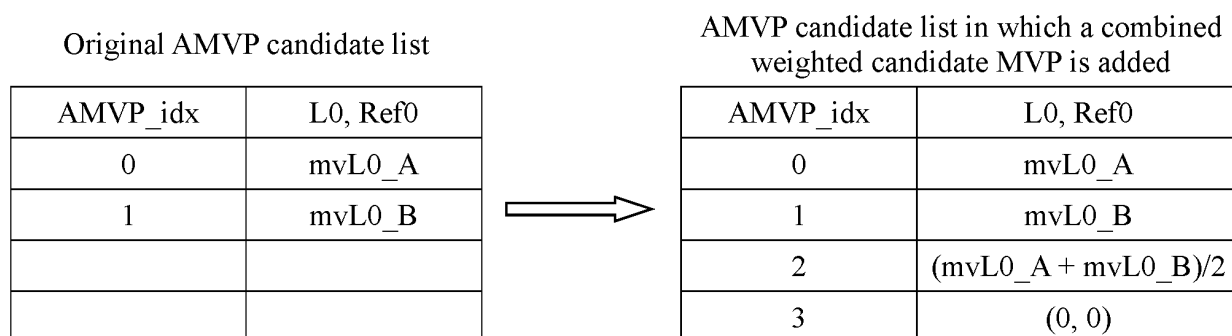 Original AMVP candidate list
AMVP_idx L0, Ref0
0 mvL0_A
1 mvL0_B
AMVP candidate list in which a combined
weighted candidate MVP is added
AMVP_idx L0, Ref0
0 mvL0_A
1 mvL0_B
2 (mvL0_A + mvL0_B)/2
3 (0, 0)